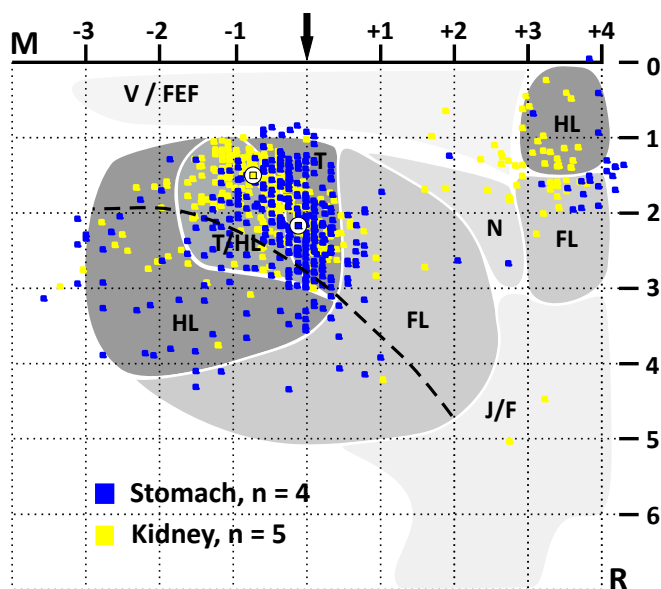 M -3 -2 -1 +1 +2 +3 +4
0
V / FEF
HL
1
T
2
T/HL N FL
3
HL FL
4
J/F
5
Stomach, n = 4
Kidney, n = 5
6
R